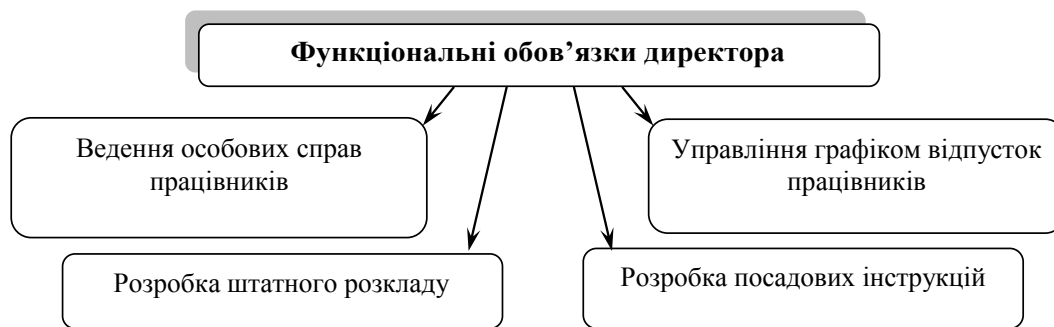 Функціональні обов’язки директора
Ведення особових справ
працівників
Управління графіком відпусток
працівників
Розробка штатного розкладу
Розробка посадових інструкцій